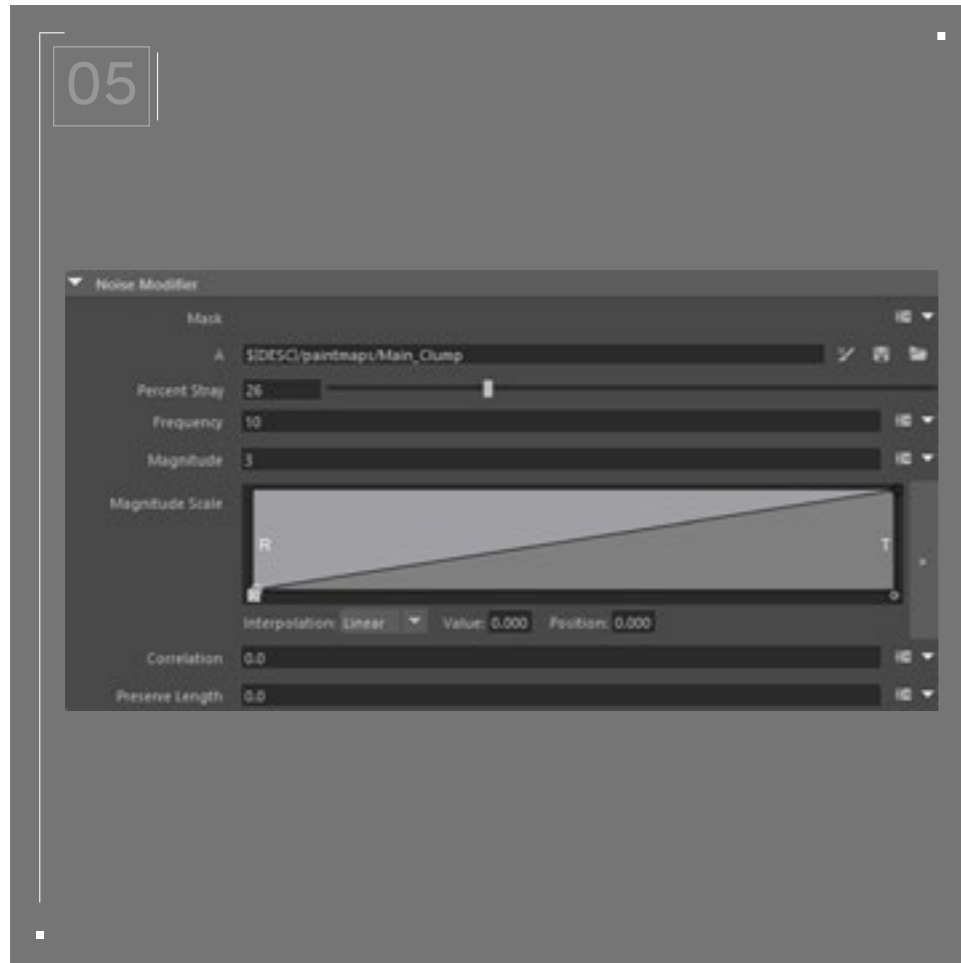 05
Noise Modifier
Mask
A ${DESC}/paintmaps/Main_Clump
Percent Stray 26
Frequency 10
Magnitude 3
Magnitude Scale
R T
Interpolation: Linear Value: 0.000 Position: 0.000
Correlation 0.0
Preserve Length 0.0